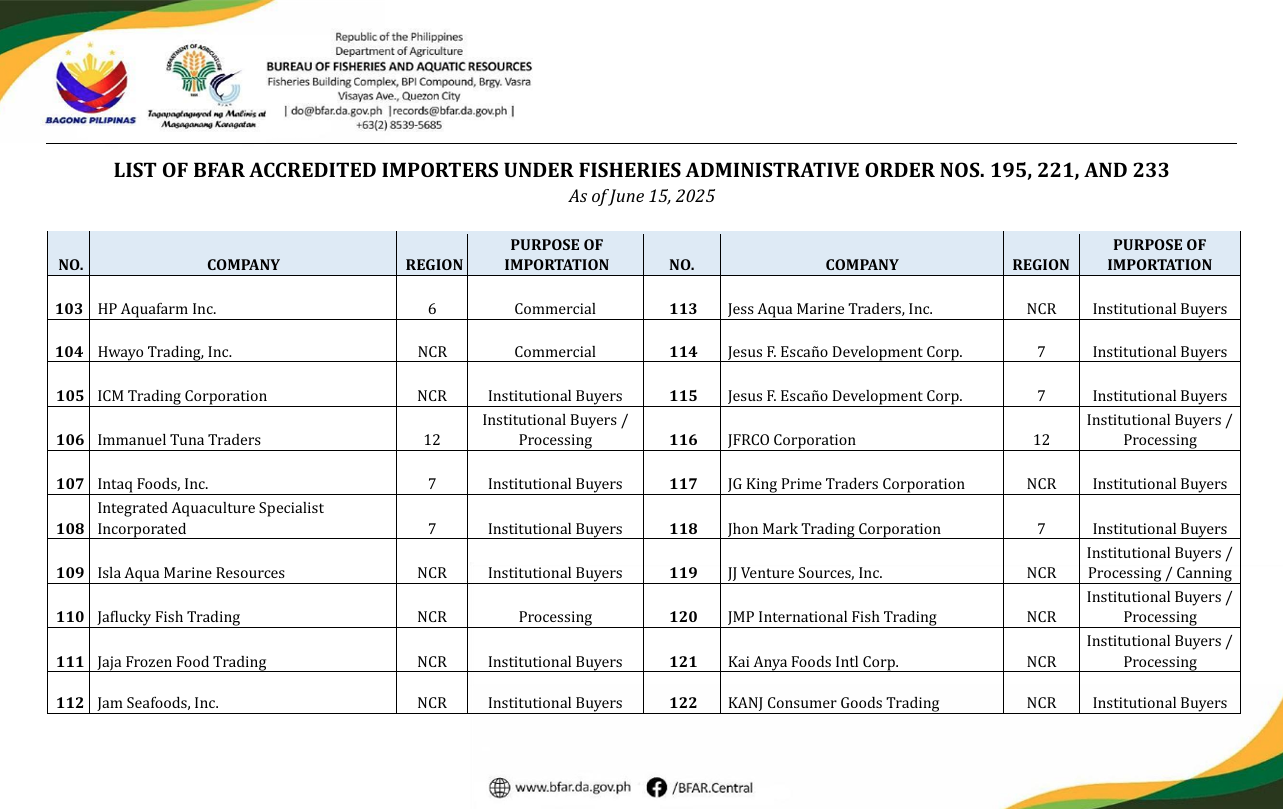 Republic of the Philippines
Department of Agriculture
BUREAU OF FISHERIES AND AQUATIC RESOURCES
Fisheries Building Complex, BPI Compound, Brgy. Vasra
Visayas Ave., Quezon City
| do@bfar.da.gov.ph |records@bfar.da.gov.ph |
+63(2) 8539-5685
BAGONG PILIPINAS
DEPARTMENT OF AGRICULTURE
Tagapagtaguyod ng Malinis at
Masaganang Karagatan
LIST OF BFAR ACCREDITED IMPORTERS UNDER FISHERIES ADMINISTRATIVE ORDER NOS. 195, 221, AND 233
As of June 15, 2025
NO. COMPANY REGION PURPOSE OF IMPORTATION NO. COMPANY REGION PURPOSE OF IMPORTATION
103 HP Aquafarm Inc. 6 Commercial 113 Jess Aqua Marine Traders, Inc. NCR Institutional Buyers
104 Hwayo Trading, Inc. NCR Commercial 114 Jesus F. Escaño Development Corp. 7 Institutional Buyers
105 ICM Trading Corporation NCR Institutional Buyers 115 Jesus F. Escaño Development Corp. 7 Institutional Buyers
106 Immanuel Tuna Traders 12 Institutional Buyers / Processing 116 JFRCO Corporation 12 Institutional Buyers / Processing
107 Intaq Foods, Inc. 7 Institutional Buyers 117 JG King Prime Traders Corporation NCR Institutional Buyers
108 Integrated Aquaculture Specialist Incorporated 7 Institutional Buyers 118 Jhon Mark Trading Corporation 7 Institutional Buyers
109 Isla Aqua Marine Resources NCR Institutional Buyers 119 JJ Venture Sources, Inc. NCR Institutional Buyers / Processing / Canning
110 Jaflucky Fish Trading NCR Processing 120 JMP International Fish Trading NCR Institutional Buyers / Processing
111 Jaja Frozen Food Trading NCR Institutional Buyers 121 Kai Anya Foods Intl Corp. NCR Institutional Buyers / Processing
112 Jam Seafoods, Inc. NCR Institutional Buyers 122 KANJ Consumer Goods Trading NCR Institutional Buyers
www.bfar.da.gov.ph /BFAR.Central